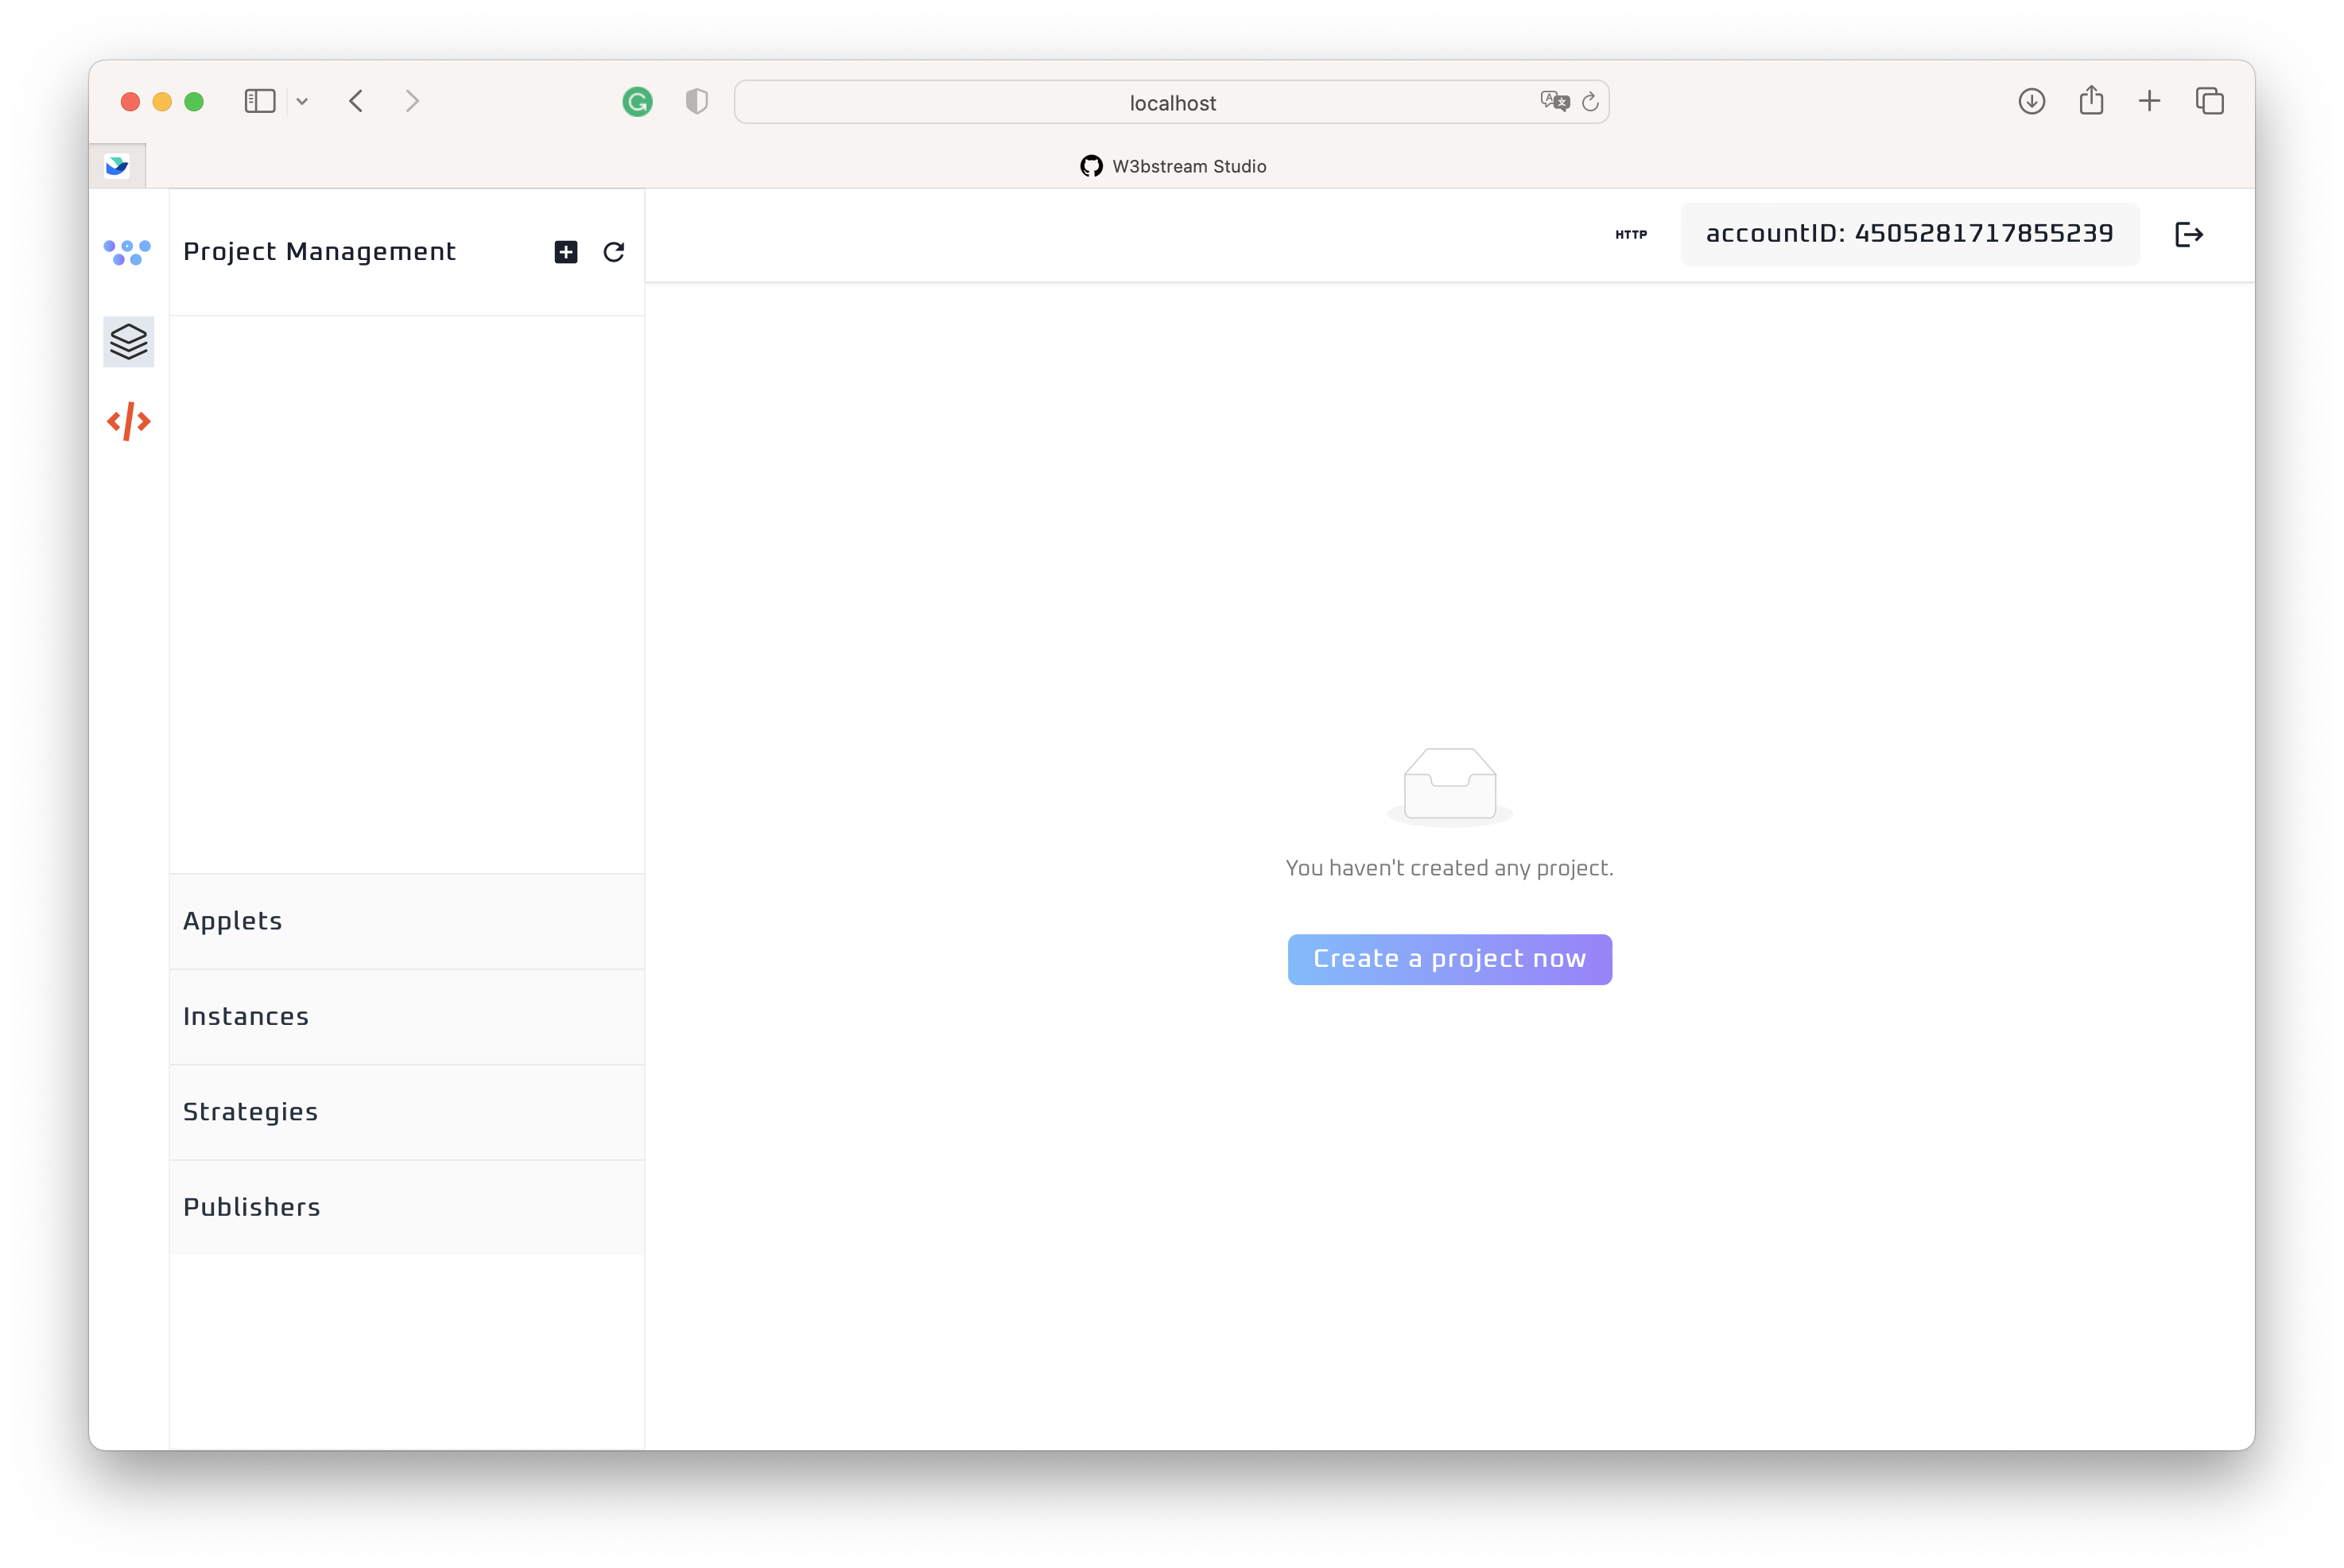 localhost
W3bstream Studio
Project Management
HTTP
accountID: 4505281717855239
You haven't created any project.
Create a project now
Applets
Instances
Strategies
Publishers